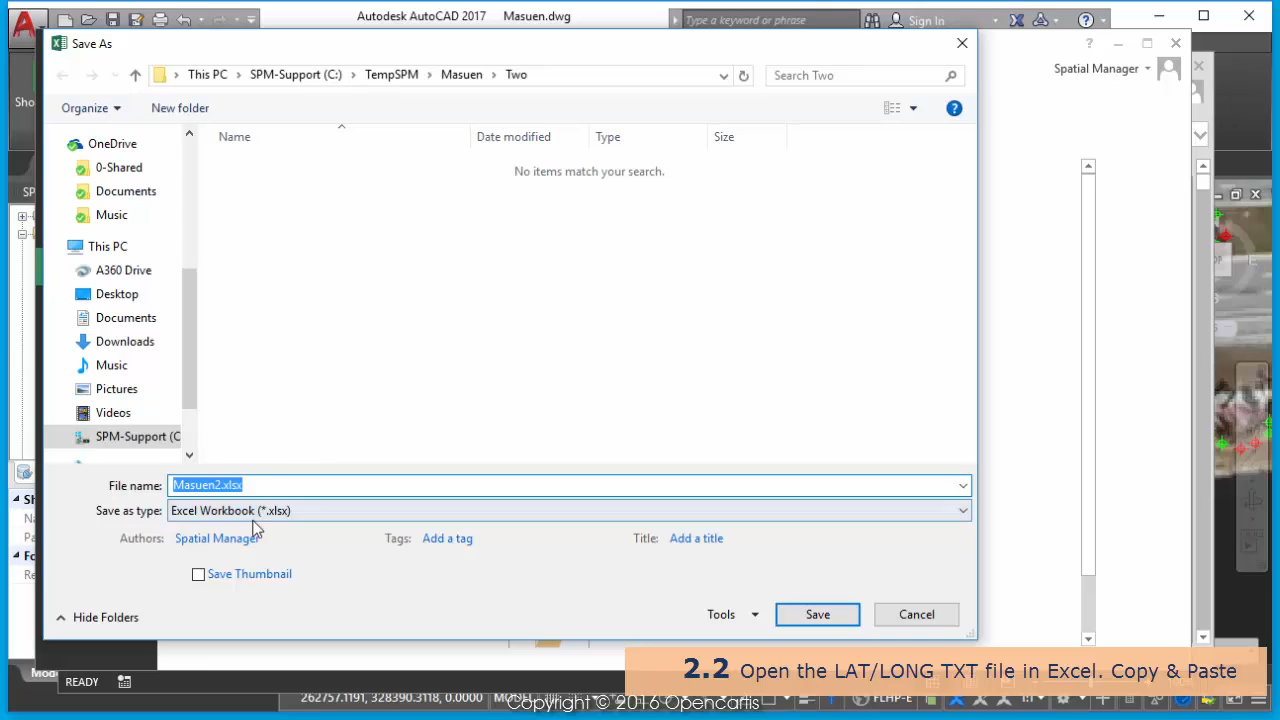 Autodesk AutoCAD 2017 Masuen.dwg
Type a keyword or phrase
Sign In
Save As
Spatial Manager
This PC
SPM-Support (C:)
TempSPM
Masuen
Two
Search Two
Organize
New folder
Name
Date modified
Type
Size
No items match your search.
OneDrive
0-Shared
Documents
Music
This PC
A360 Drive
Desktop
Documents
Downloads
Music
Pictures
Videos
SPM-Support (C
File name: Masuen2.xlsx
Save as type: Excel Workbook (*.xlsx)
Authors: Spatial Manager
Tags: Add a tag
Title: Add a title
Save Thumbnail
Hide Folders
Tools
Save
Cancel
2.2 Open the LAT/LONG TXT file in Excel. Copy & Paste
READY
262757.1191, 328390.3118, 0.0000
FLHP-E
Copyright © 2016 Opencartis